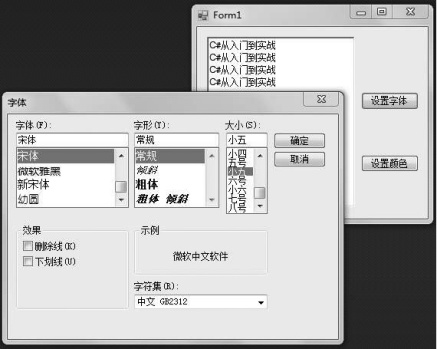 Form1
C#从入门到实战
C#从入门到实战
C#从入门到实战
C#从入门到实战
设置字体
设置颜色
字体
字体(F):
宋体
宋体
微软雅黑
新宋体
幼圆
字形(Y):
常规
常规
倾斜
粗体
粗体 倾斜
大小(S):
小五
小四
五号
小五
六号
小六
七号
八号
确定
取消
效果
删除线(K)
下划线(U)
示例
微软中文软件
字符集(R):
中文 GB2312